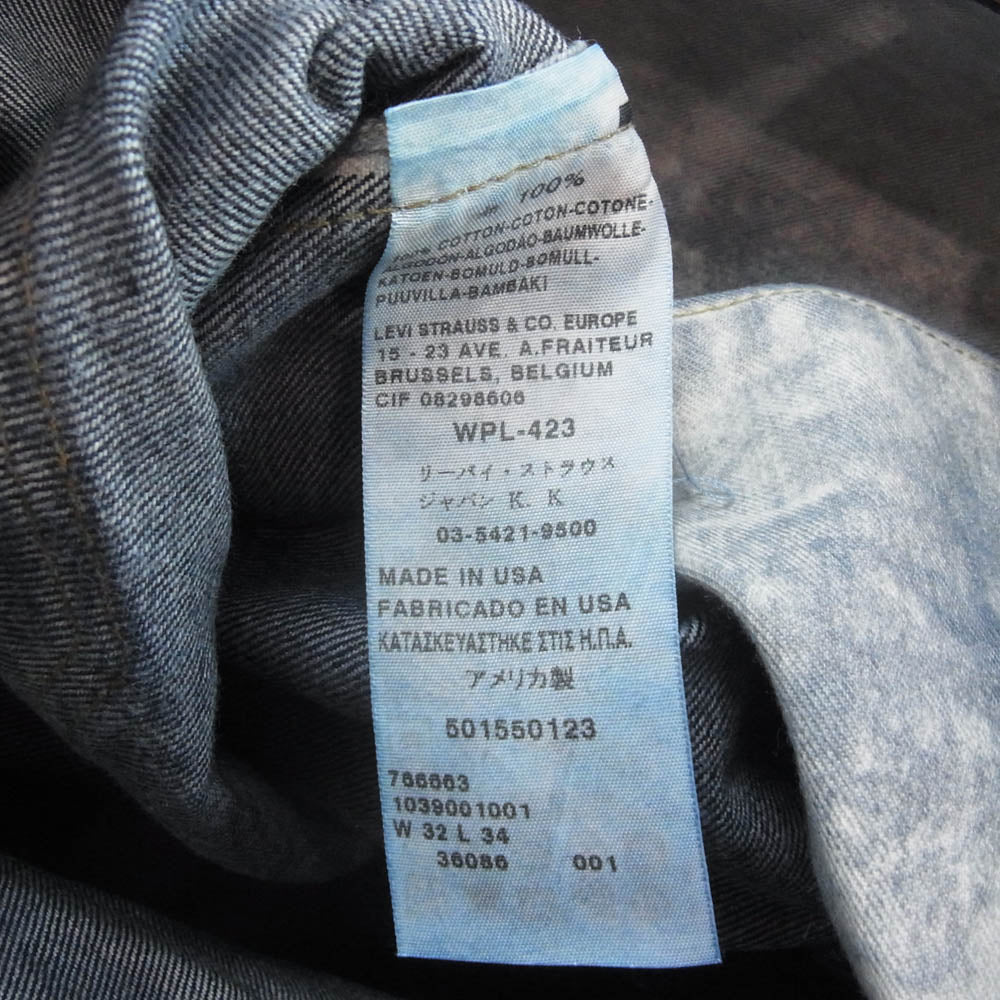 100%
100% COTTON-COTON-COTONE-
ALGODON-ALGODAO-BAUMWOLLE-
KATOEN-BOMULD-BOMULL-
PUUVILLA-BAMBAKI
LEVI STRAUSS & CO. EUROPE
15 - 23 AVE. A.FRAITEUR
BRUSSELS, BELGIUM
CIF 08298606
WPL-423
リーバイ・ストラウス
ジャパン K. K
03-5421-9500
MADE IN USA
FABRICADO EN USA
ΚΑΤΑΣΚΕΥΑΣΤΗΚΕ ΣΤΙΣ Η.Π.Α.
アメリカ製
501550123
766663
1039001001
W 32 L 34
36086 001